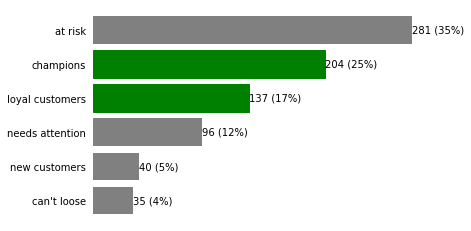 at risk 281 (35%)
champions 204 (25%)
loyal customers 137 (17%)
needs attention 96 (12%)
new customers 40 (5%)
can't loose 35 (4%)